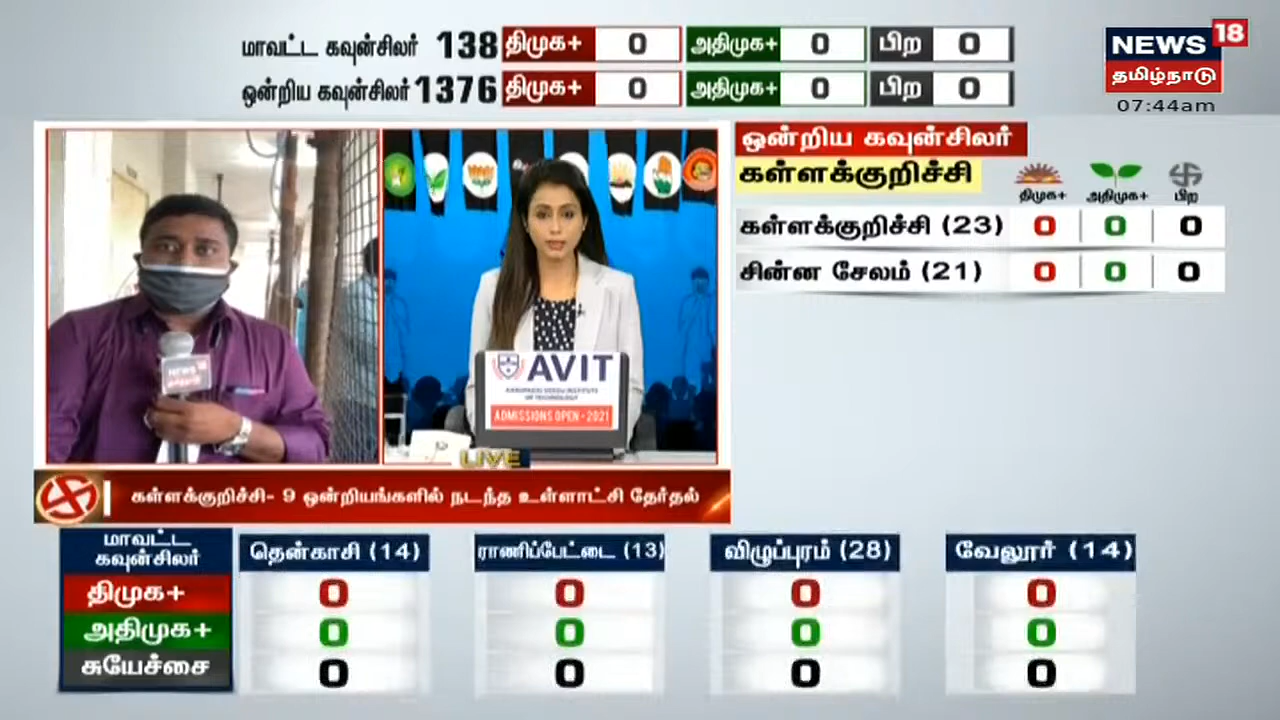 மாவட்ட கவுன்சிலர் 138 திமுக+ 0 அதிமுக+ 0 பிற 0
ஒன்றிய கவுன்சிலர் 1376 திமுக+ 0 அதிமுக+ 0 பிற 0
NEWS 18
தமிழ்நாடு
07:44am
ஒன்றிய கவுன்சிலர்
கள்ளக்குறிச்சி
திமுக+ அதிமுக+ பிற
கள்ளக்குறிச்சி (23) 0 0 0
சின்ன சேலம் (21) 0 0 0
NEWS 18
AVIT
ADMISSIONS OPEN - 2021
LIVE
கள்ளக்குறிச்சி- 9 ஒன்றியங்களில் நடந்த உள்ளாட்சி தேர்தல்
மாவட்ட
கவுன்சிலர்
தென்காசி (14) ராணிப்பேட்டை (13) விழுப்புரம் (28) வேலூர் (14)
திமுக+ 0 0 0 0
அதிமுக+ 0 0 0 0
சுயேச்சை 0 0 0 0